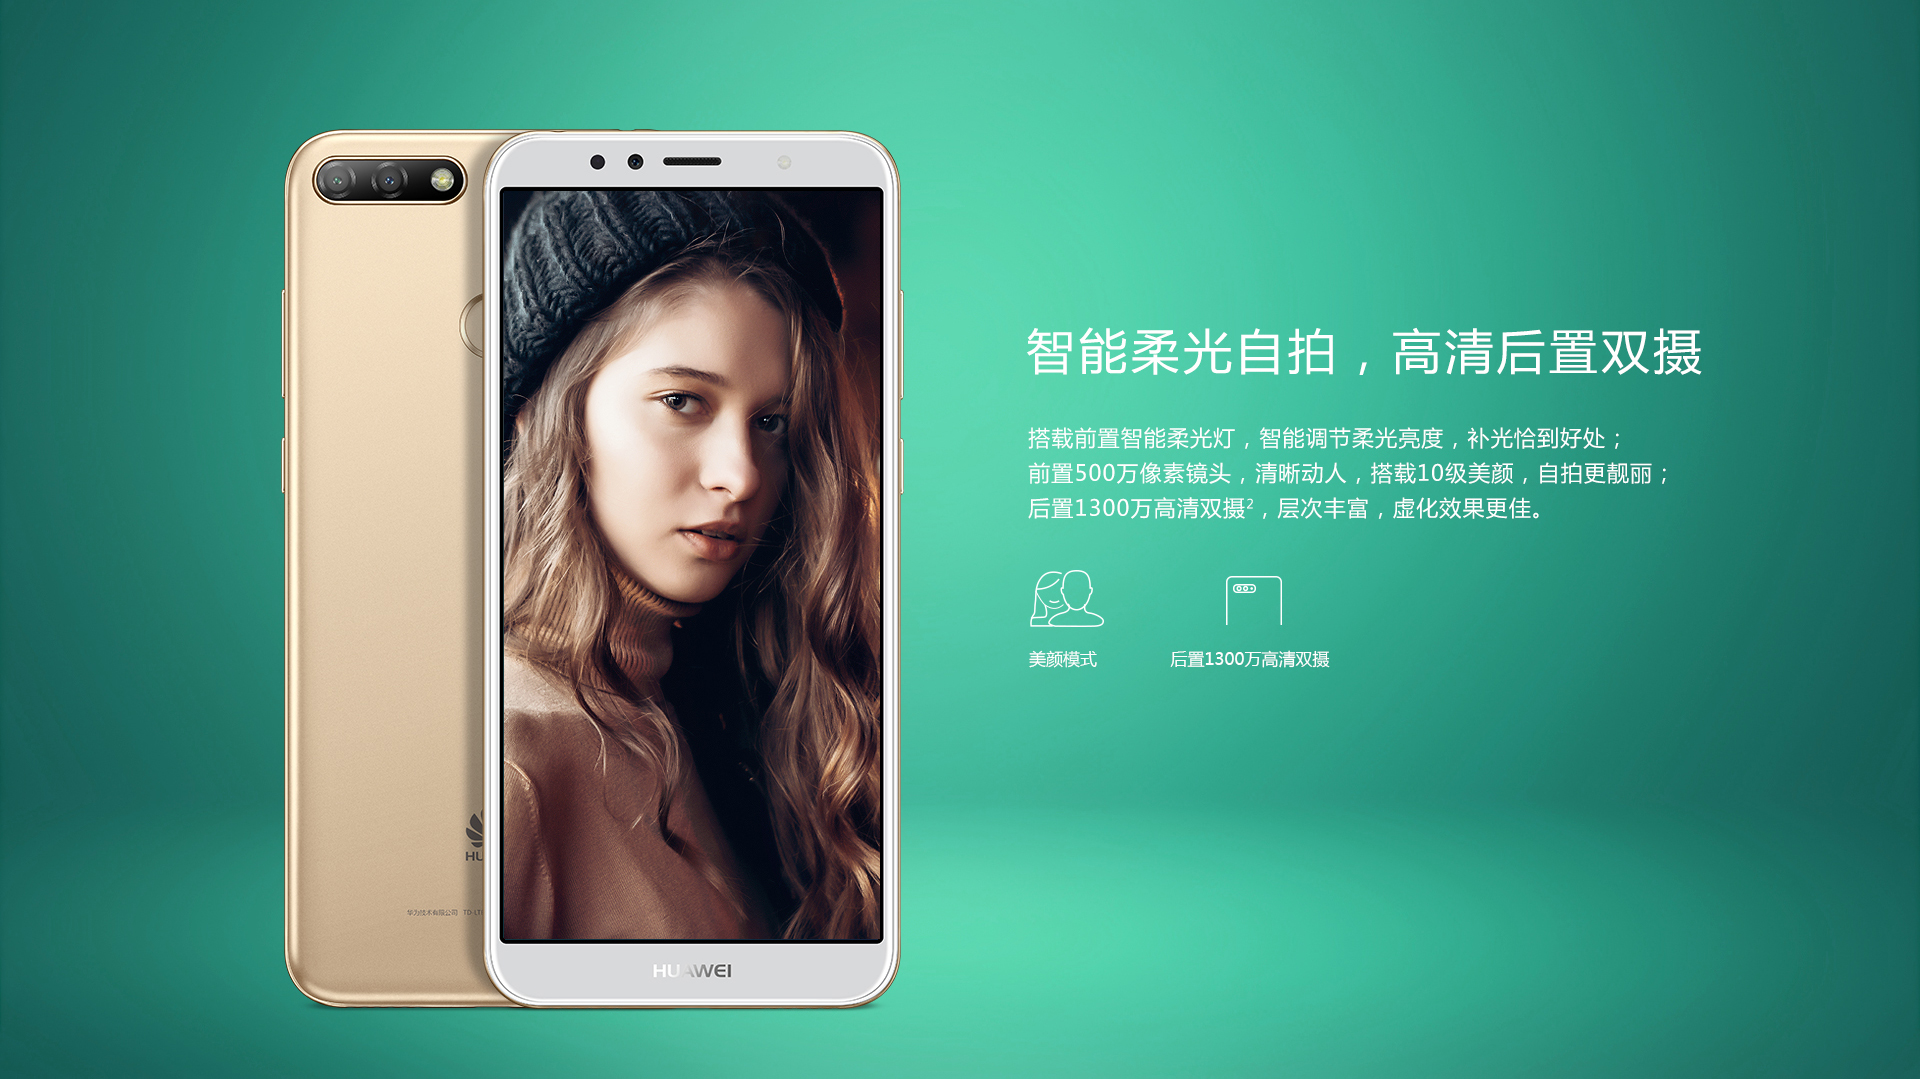 智能柔光自拍，高清后置双摄
搭载前置智能柔光灯，智能调节柔光亮度，补光恰到好处；
前置500万像素镜头，清晰动人，搭载10级美颜，自拍更靓丽；
后置1300万高清双摄²，层次丰富，虚化效果更佳。
美颜模式
后置1300万高清双摄
HU
华为技术有限公司 TD-LT
HUAWEI